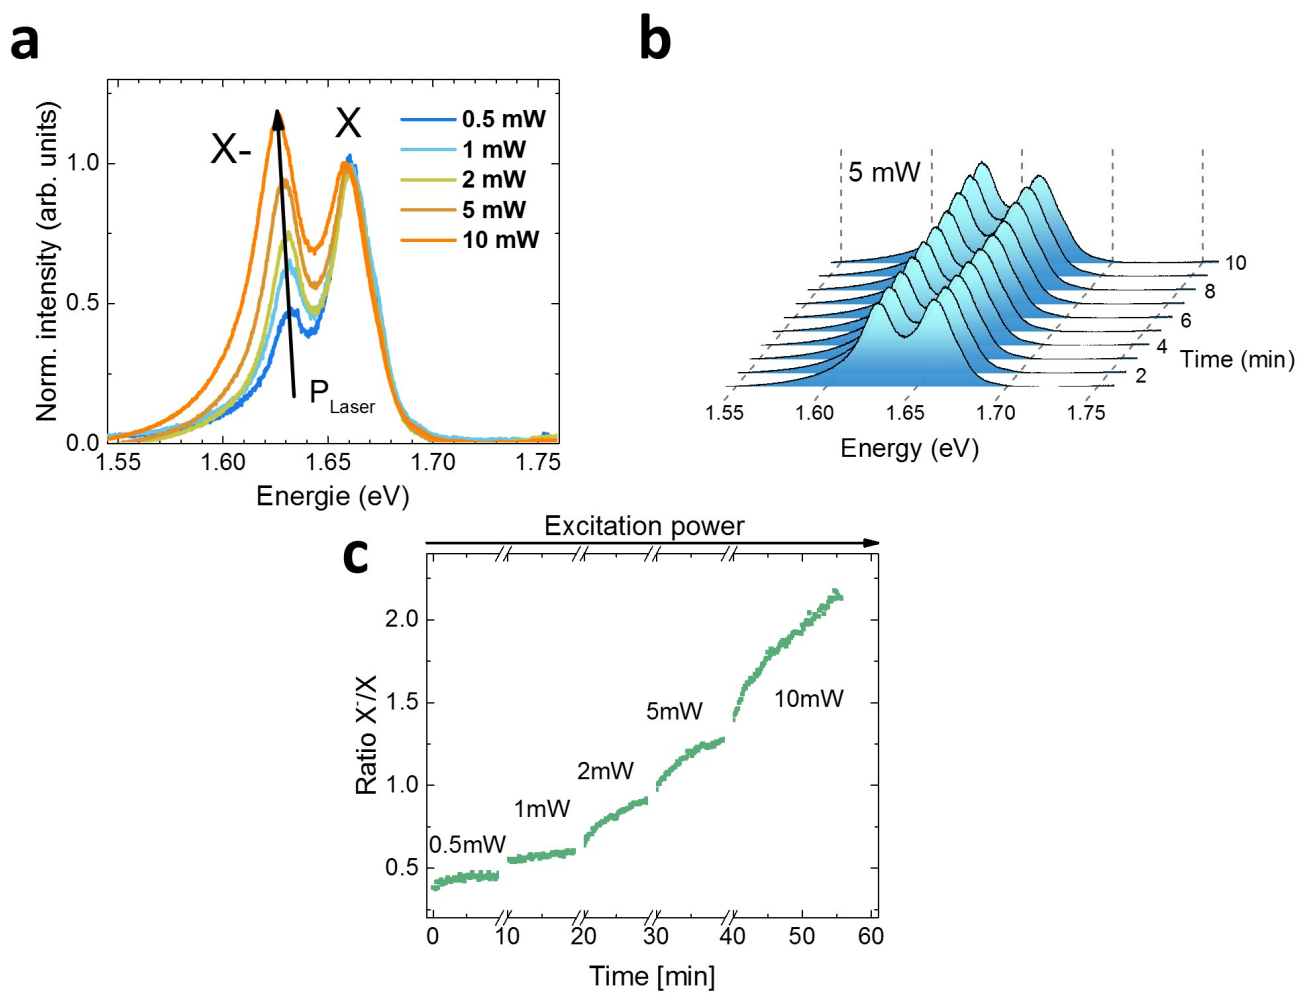 a
Norm. intensity (arb. units)
1.0
0.5
0.0
X-
X
0.5 mW
1 mW
2 mW
5 mW
10 mW
P Laser
1.55
1.60
1.65
1.70
1.75
Energie (eV)
b
5 mW
10
8
6
4
2
Time (min)
1.55
1.60
1.65
1.70
1.75
Energy (eV)
Excitation power
c
Ratio X⁻/X
2.0
1.5
1.0
0.5
0.5mW
1mW
2mW
5mW
10mW
0
10
20
30
40
50
60
Time [min]